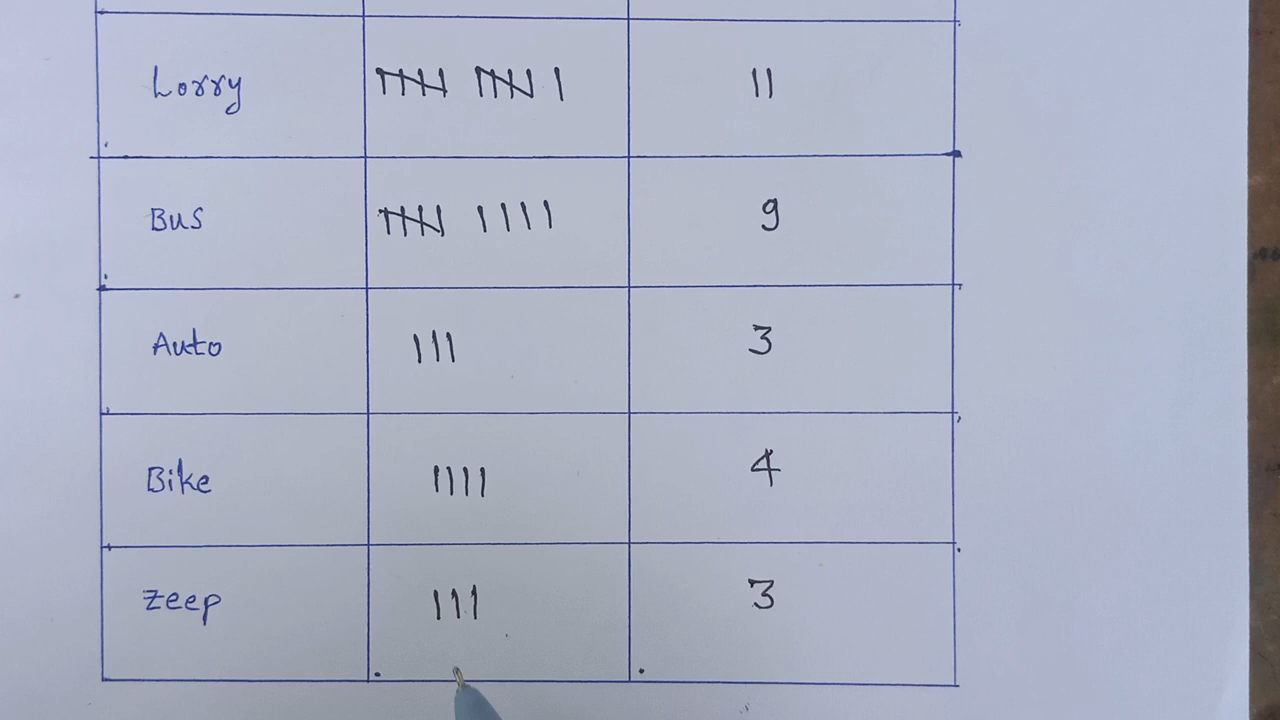 Lorry 𝍸 𝍸 | 11
Bus 𝍸 |||| 9
Auto ||| 3
Bike |||| 4
Zeep ||| 3